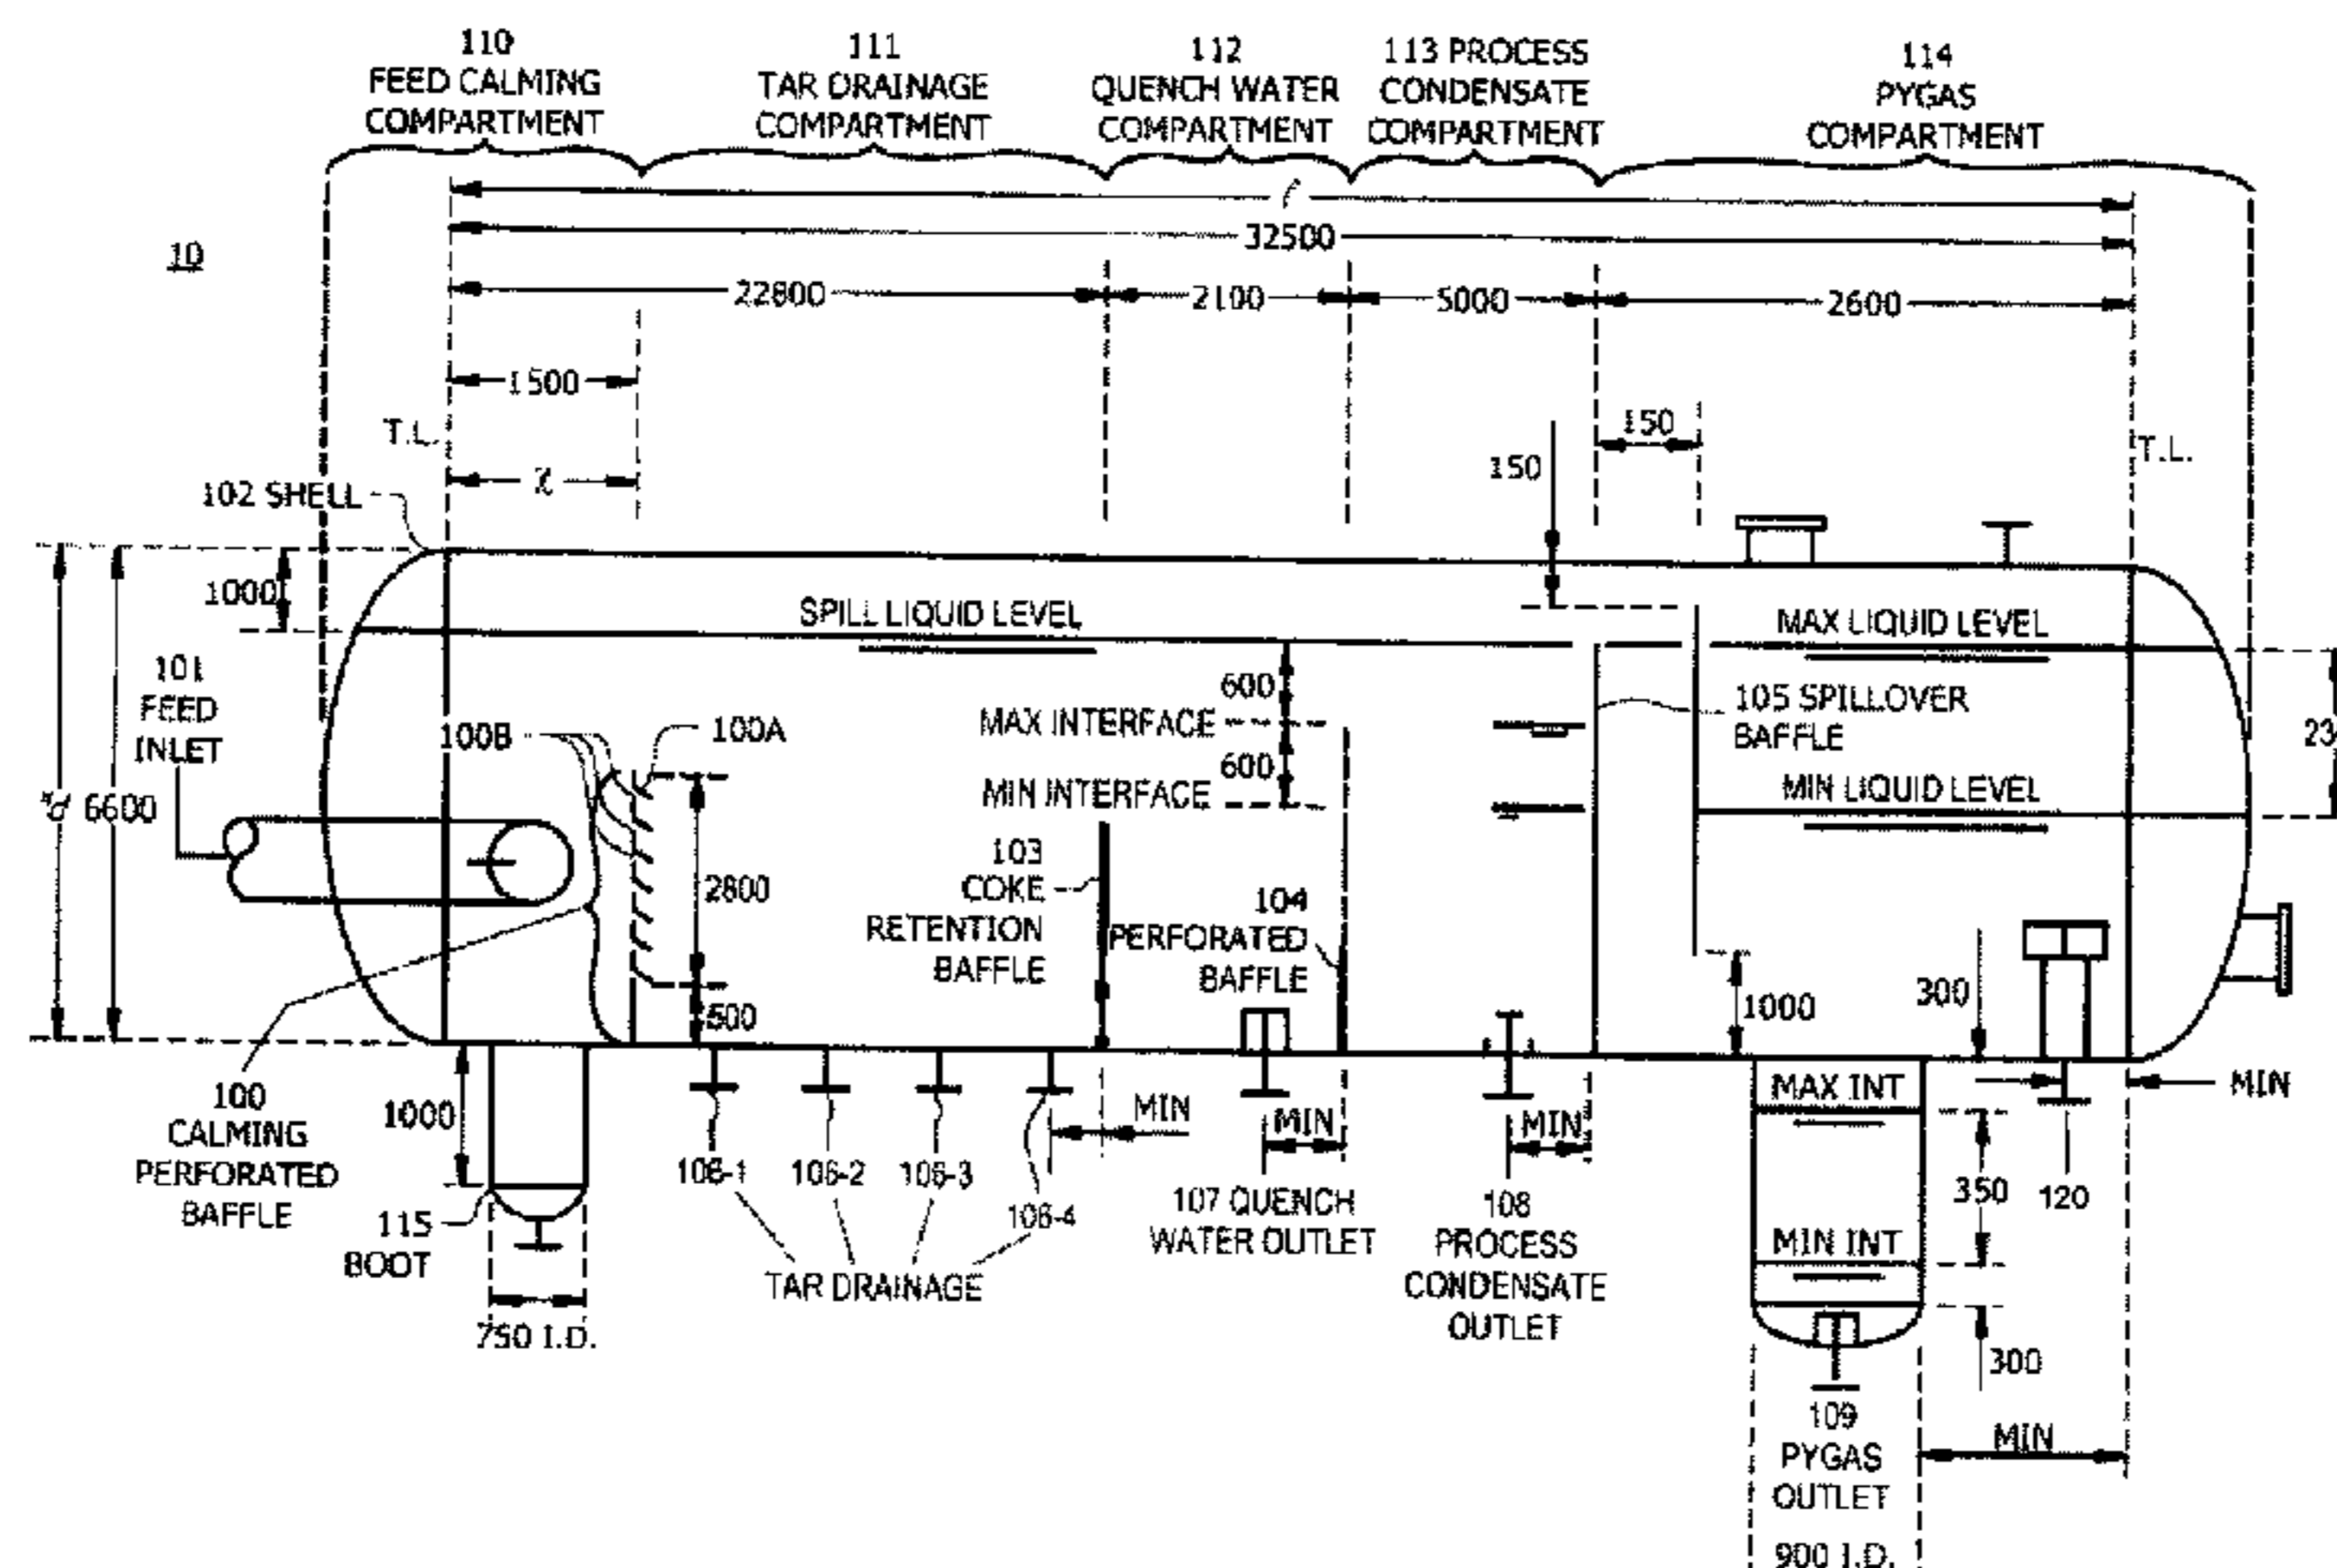 110
FEED CALMING
COMPARTMENT
111
TAR DRAINAGE
COMPARTMENT
112
QUENCH WATER
COMPARTMENT
113 PROCESS
CONDENSATE
COMPARTMENT
114
PYGAS
COMPARTMENT
10
32500
22800
2100
5000
2600
1500
150
150
T.L.
T.L.
102 SHELL
1000
SPILL LIQUID LEVEL
MAX LIQUID LEVEL
101
FEED
INLET
600
MAX INTERFACE
600
MIN INTERFACE
105 SPILLOVER
BAFFLE
23
100B
100A
MIN LIQUID LEVEL
6600
2800
103
COKE
RETENTION
BAFFLE
104
PERFORATED
BAFFLE
500
1000
300
100
CALMING
PERFORATED
BAFFLE
1000
MIN
MIN
MIN
MAX INT
MIN
106-1
106-2
106-3
106-4
TAR DRAINAGE
107 QUENCH
WATER OUTLET
108
PROCESS
CONDENSATE
OUTLET
350
120
MIN INT
115
BOOT
750 I.D.
300
109
PYGAS
OUTLET
MIN
900 I.D.